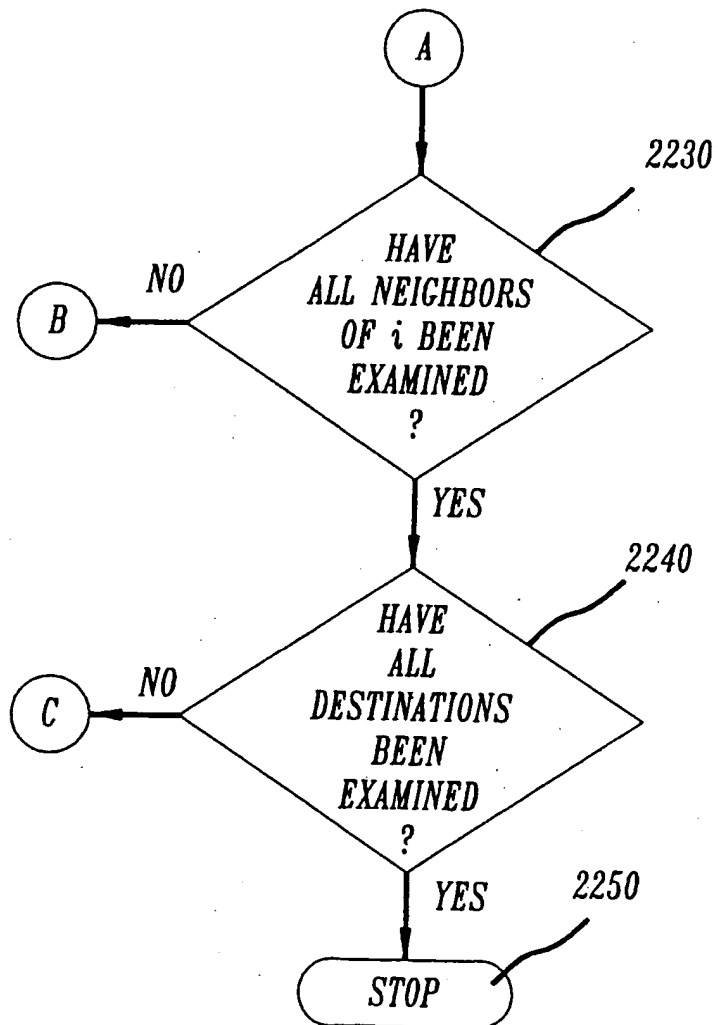 A
2230
HAVE
ALL NEIGHBORS
OF i BEEN
EXAMINED
?
NO
B
YES
2240
HAVE
ALL
DESTINATIONS
BEEN
EXAMINED
?
NO
C
YES
2250
STOP